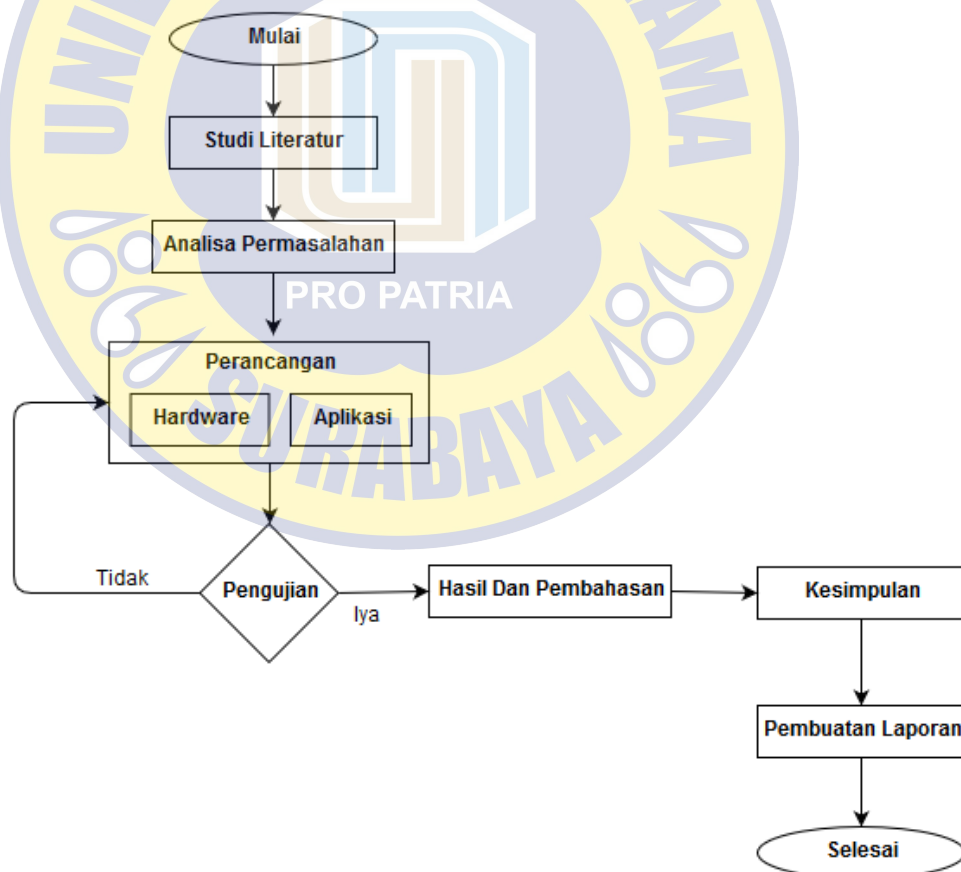 Mulai
Studi Literatur
Analisa Permasalahan
PRO PATRIA
Perancangan
Hardware
Aplikasi
SURABAYA
Tidak
Pengujian
Iya
Hasil Dan Pembahasan
Kesimpulan
Pembuatan Laporan
Selesai